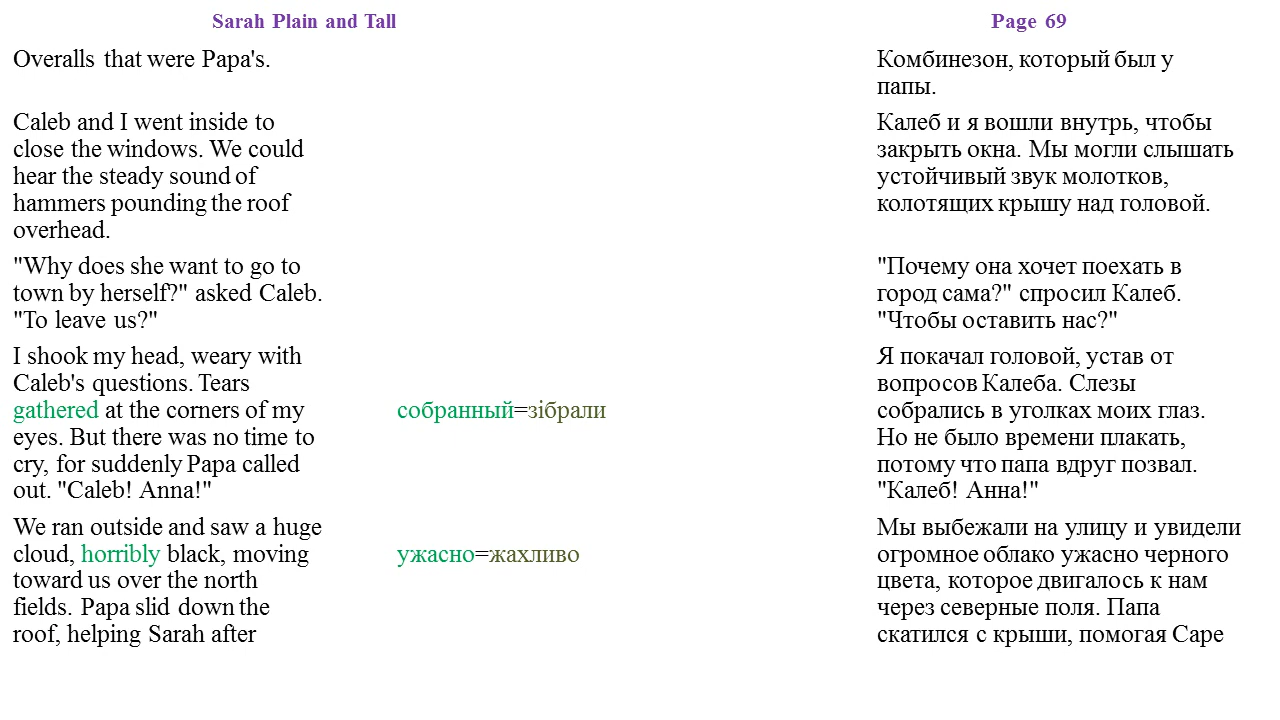 Sarah Plain and Tall
Page 69
Overalls that were Papa's.
Комбинезон, который был у
папы.
Caleb and I went inside to
close the windows. We could
hear the steady sound of
hammers pounding the roof
overhead.
Калеб и я вошли внутрь, чтобы
закрыть окна. Мы могли слышать
устойчивый звук молотков,
колотящих крышу над головой.
"Why does she want to go to
town by herself?" asked Caleb.
"To leave us?"
"Почему она хочет поехать в
город сама?" спросил Калеб.
"Чтобы оставить нас?"
I shook my head, weary with
Caleb's questions. Tears
gathered at the corners of my
eyes. But there was no time to
cry, for suddenly Papa called
out. "Caleb! Anna!"
собранный=зібрали
Я покачал головой, устав от
вопросов Калеба. Слезы
собрались в уголках моих глаз.
Но не было времени плакать,
потому что папа вдруг позвал.
"Калеб! Анна!"
We ran outside and saw a huge
cloud, horribly black, moving
toward us over the north
fields. Papa slid down the
roof, helping Sarah after
ужасно=жахливо
Мы выбежали на улицу и увидели
огромное облако ужасно черного
цвета, которое двигалось к нам
через северные поля. Папа
скатился с крыши, помогая Саре